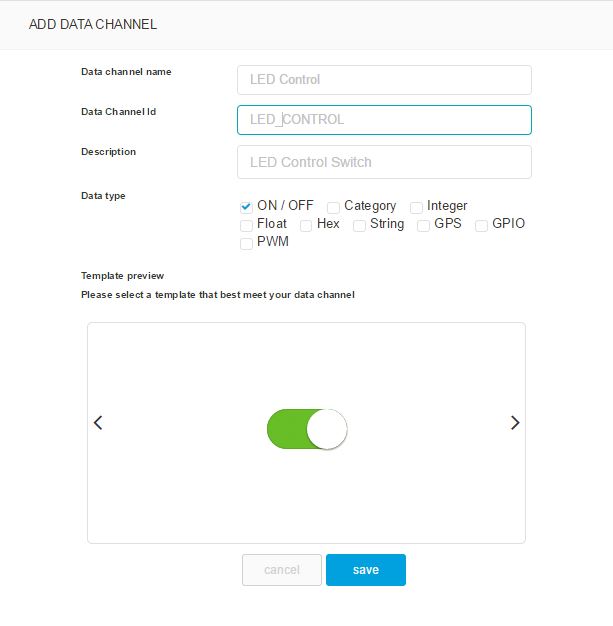 ADD DATA CHANNEL
Data channel name
LED Control
Data Channel Id
LED_CONTROL
Description
LED Control Switch
Data type
ON / OFF Category Integer
Float Hex String GPS GPIO
PWM
Template preview
Please select a template that best meet your data channel
cancel save